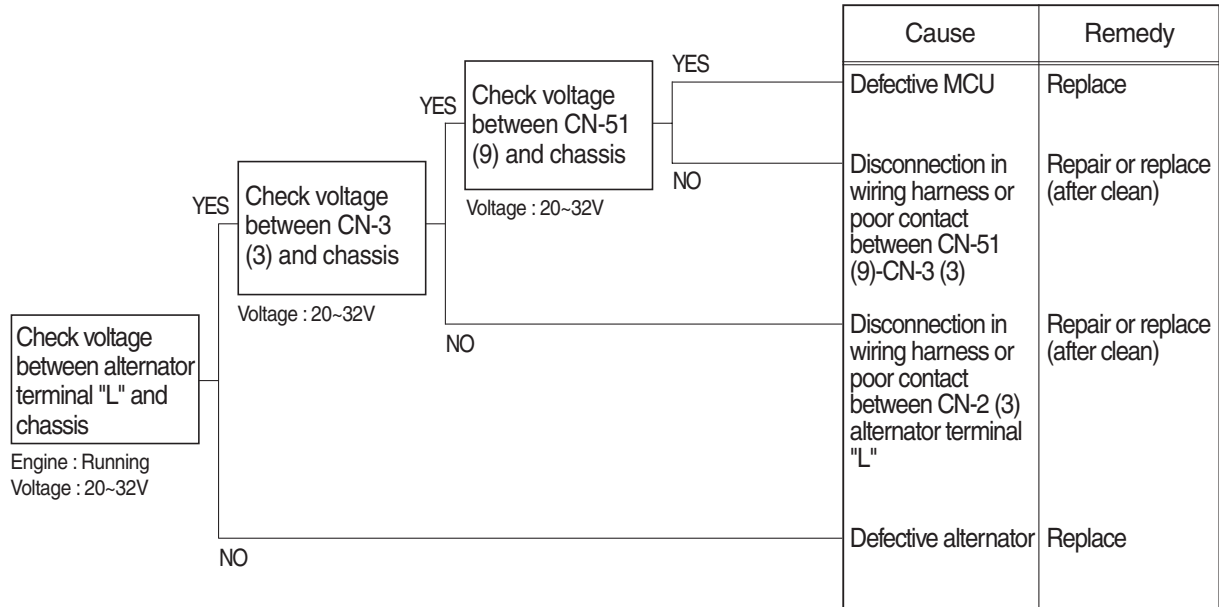 Cause
Remedy
YES
Defective MCU
Replace
YES
Check voltage
between CN-51
(9) and chassis
NO
Voltage : 20~32V
Disconnection in
wiring harness or
poor contact
between CN-51
(9)-CN-3 (3)
Repair or replace
(after clean)
YES
Check voltage
between CN-3
(3) and chassis
Voltage : 20~32V
NO
Disconnection in
wiring harness or
poor contact
between CN-2 (3)
alternator terminal
"L"
Repair or replace
(after clean)
Check voltage
between alternator
terminal "L" and
chassis
Engine : Running
Voltage : 20~32V
NO
Defective alternator
Replace